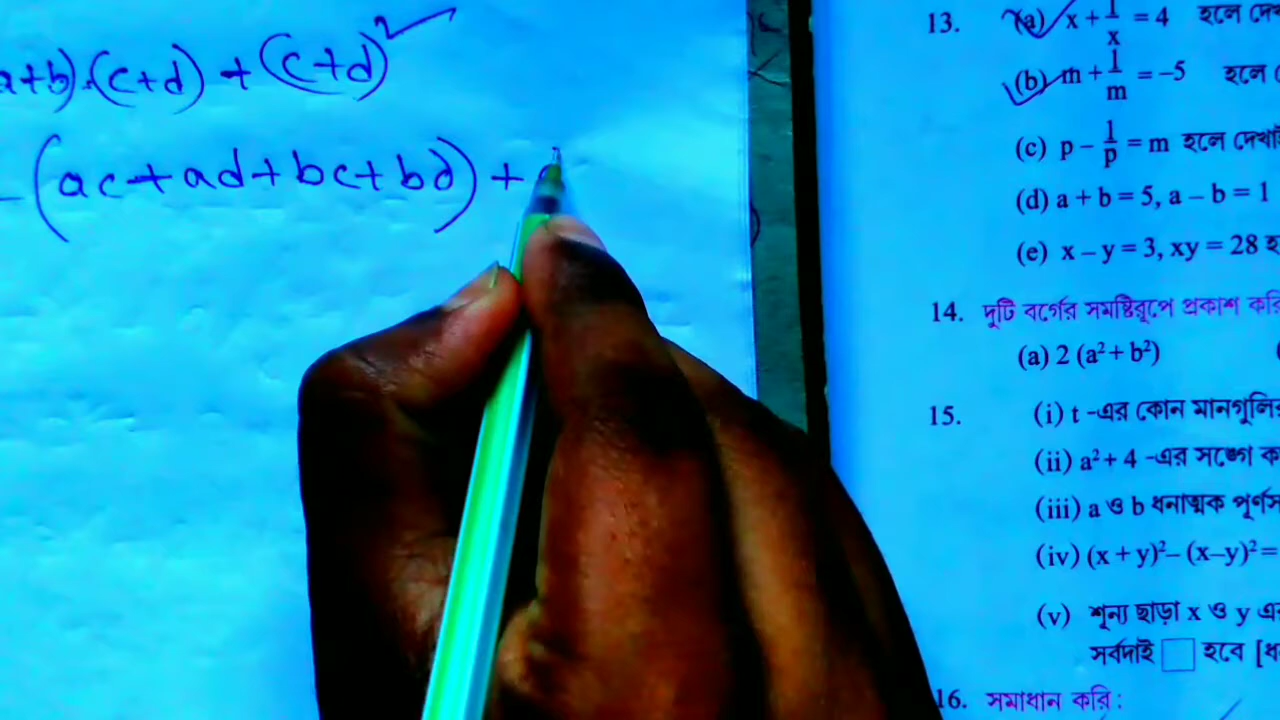 a+b).(c+d) + (c+d)²
- (ac+ad+bc+bd) +
13. (a) x + 1/x = 4 হলে
(b) m + 1/m = -5 হলে
(c) p - 1/p = m হলে
(d) a + b = 5, a - b = 1
(e) x - y = 3, xy = 28
14. দুটি বর্গের সমষ্টিরূপে প্রকাশ
(a) 2 (a² + b²)
15. (i) t -এর কোন
(ii) a² + 4 -এর সঙ্গে
(iii) a ও b ধনাত্মক
(iv) (x + y)² - (x-y)² =
(v) শূন্য ছাড়া x ও y
সর্বদাই □ হবে
16. সমাধান করি :